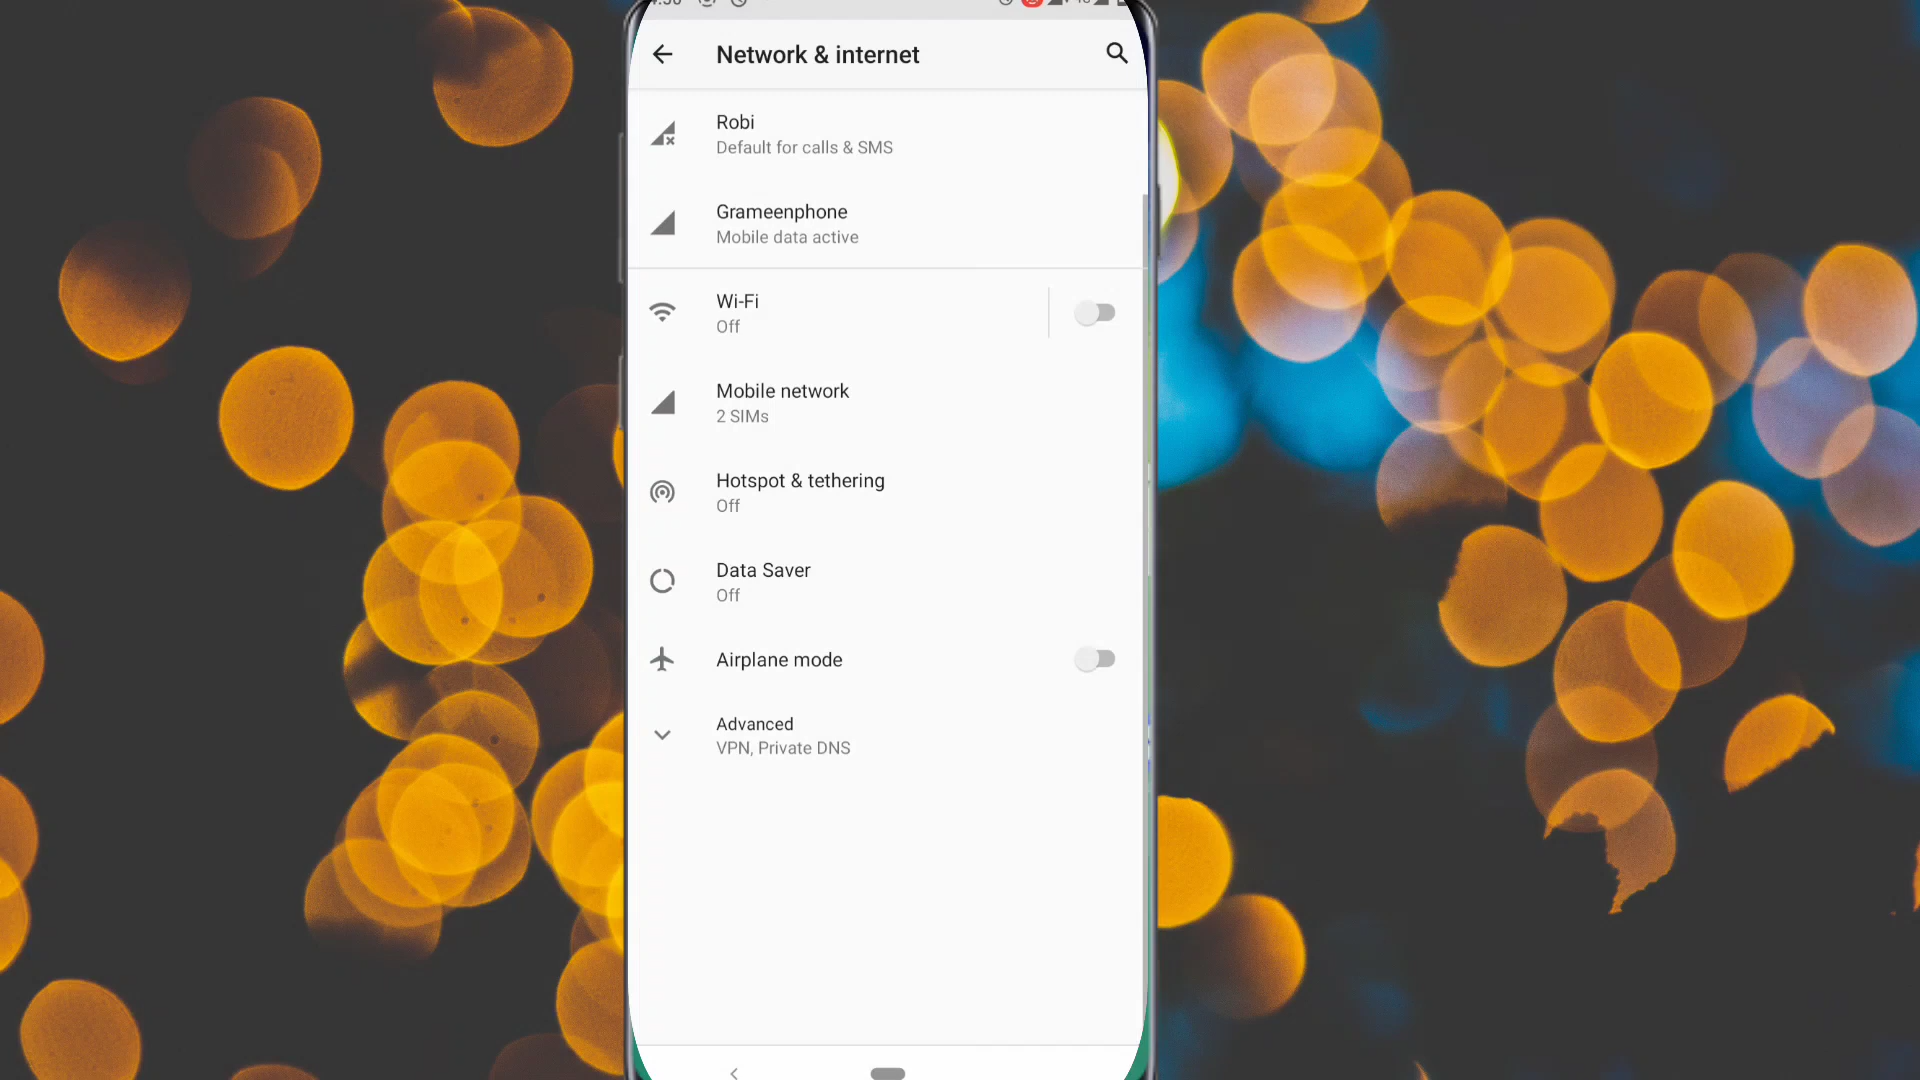 Network & internet
Robi
Default for calls & SMS
Grameenphone
Mobile data active
Wi-Fi
Off
Mobile network
2 SIMs
Hotspot & tethering
Off
Data Saver
Off
Airplane mode
Advanced
VPN, Private DNS